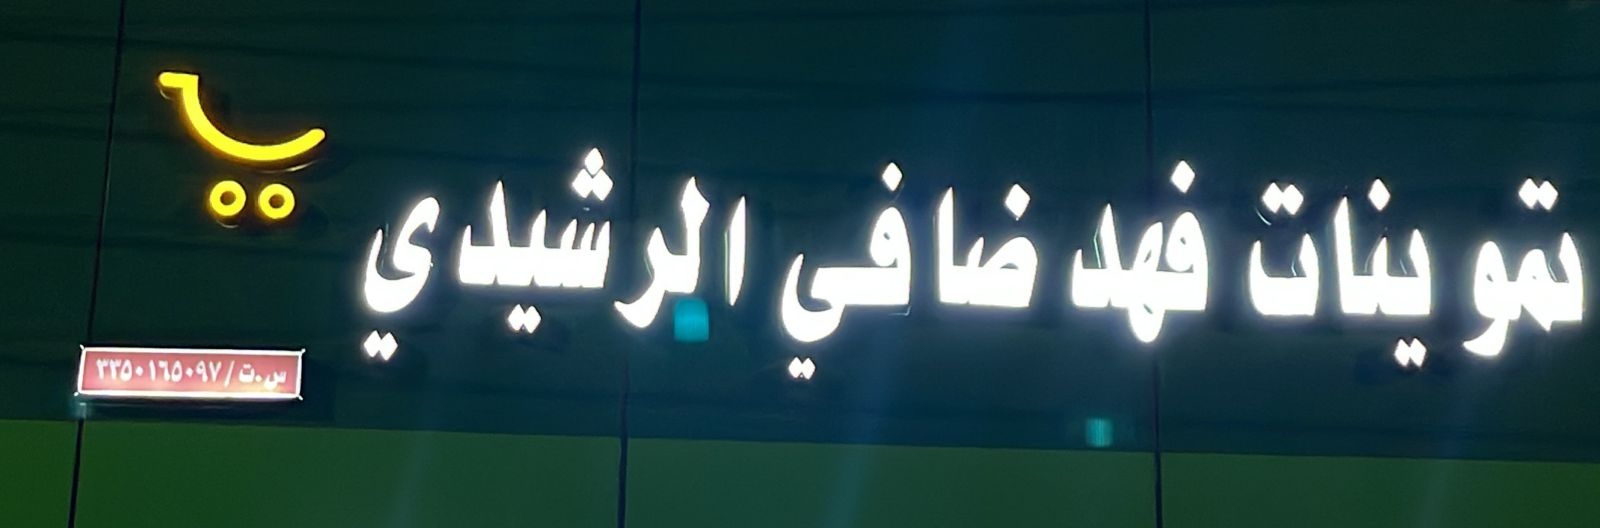 تموينات فهد ضافي الرشيدي
س.ت / ٣٣٥٠١٦٥٠٩٧